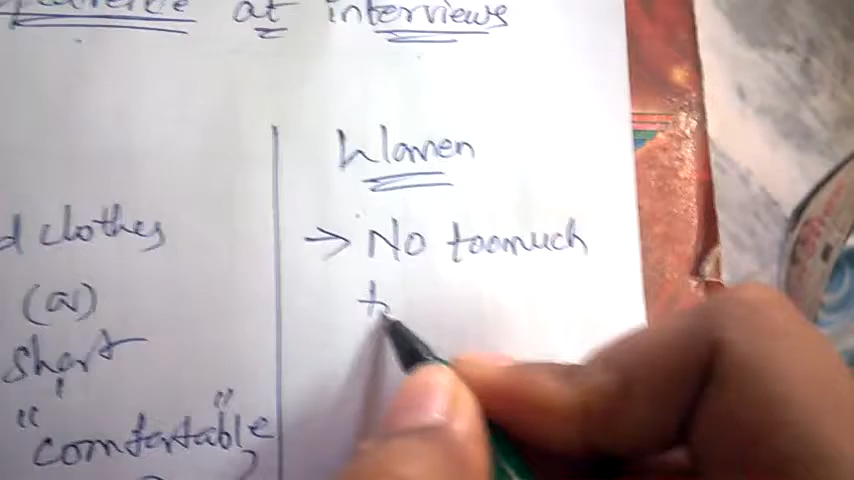 at interviews
Women
→ No toomuch
d clothes
(or)
short
"comfortable"